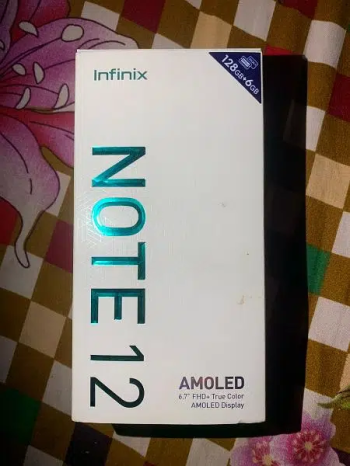 Infinix
128GB+6GB
NOTE 12
AMOLED
6.7" FHD+ True Color
AMOLED Display